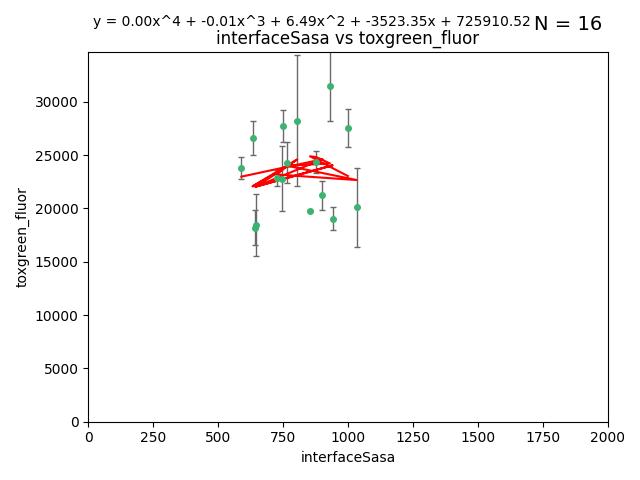 y = 0.00x^4 + -0.01x^3 + 6.49x^2 + -3523.35x + 725910.52 N = 16
interfaceSasa vs toxgreen_fluor
30000
25000
20000
15000
10000
5000
0
toxgreen_fluor
0 250 500 750 1000 1250 1500 1750 2000
interfaceSasa